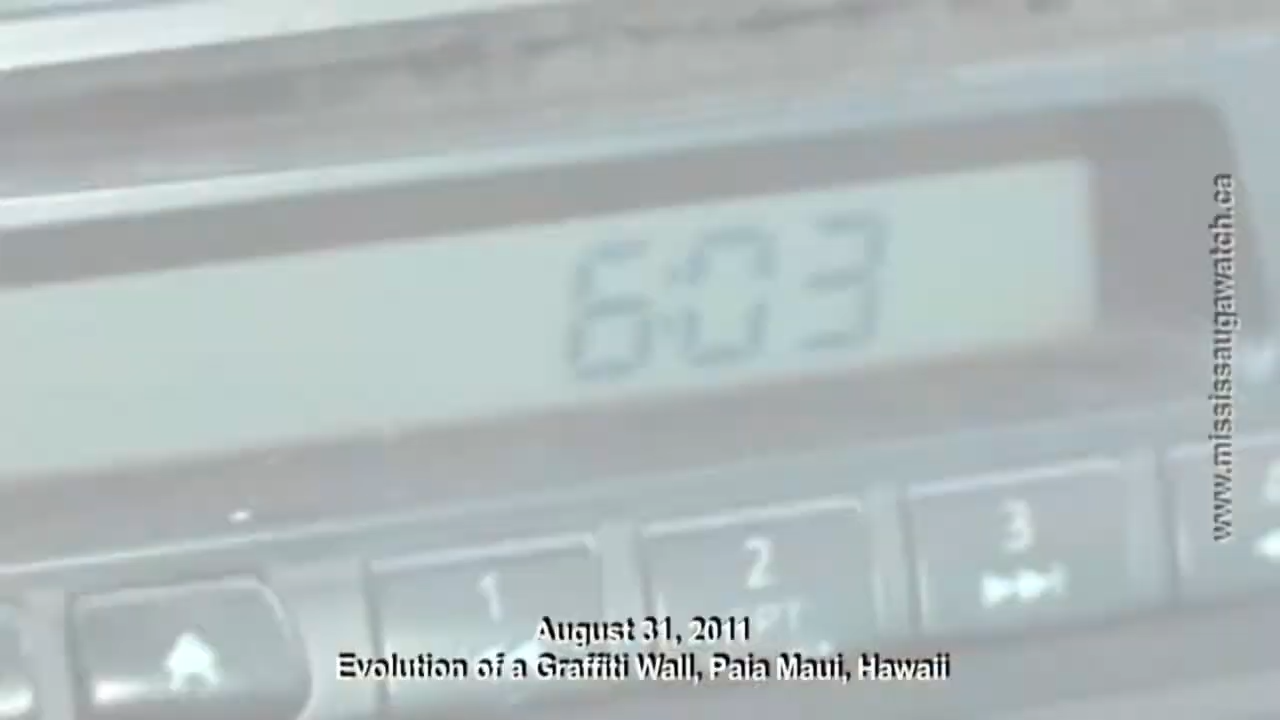 6:03
1
2
3
August 31, 2011
Evolution of a Graffiti Wall, Paia Maui, Hawaii
www.mississaugawatch.ca